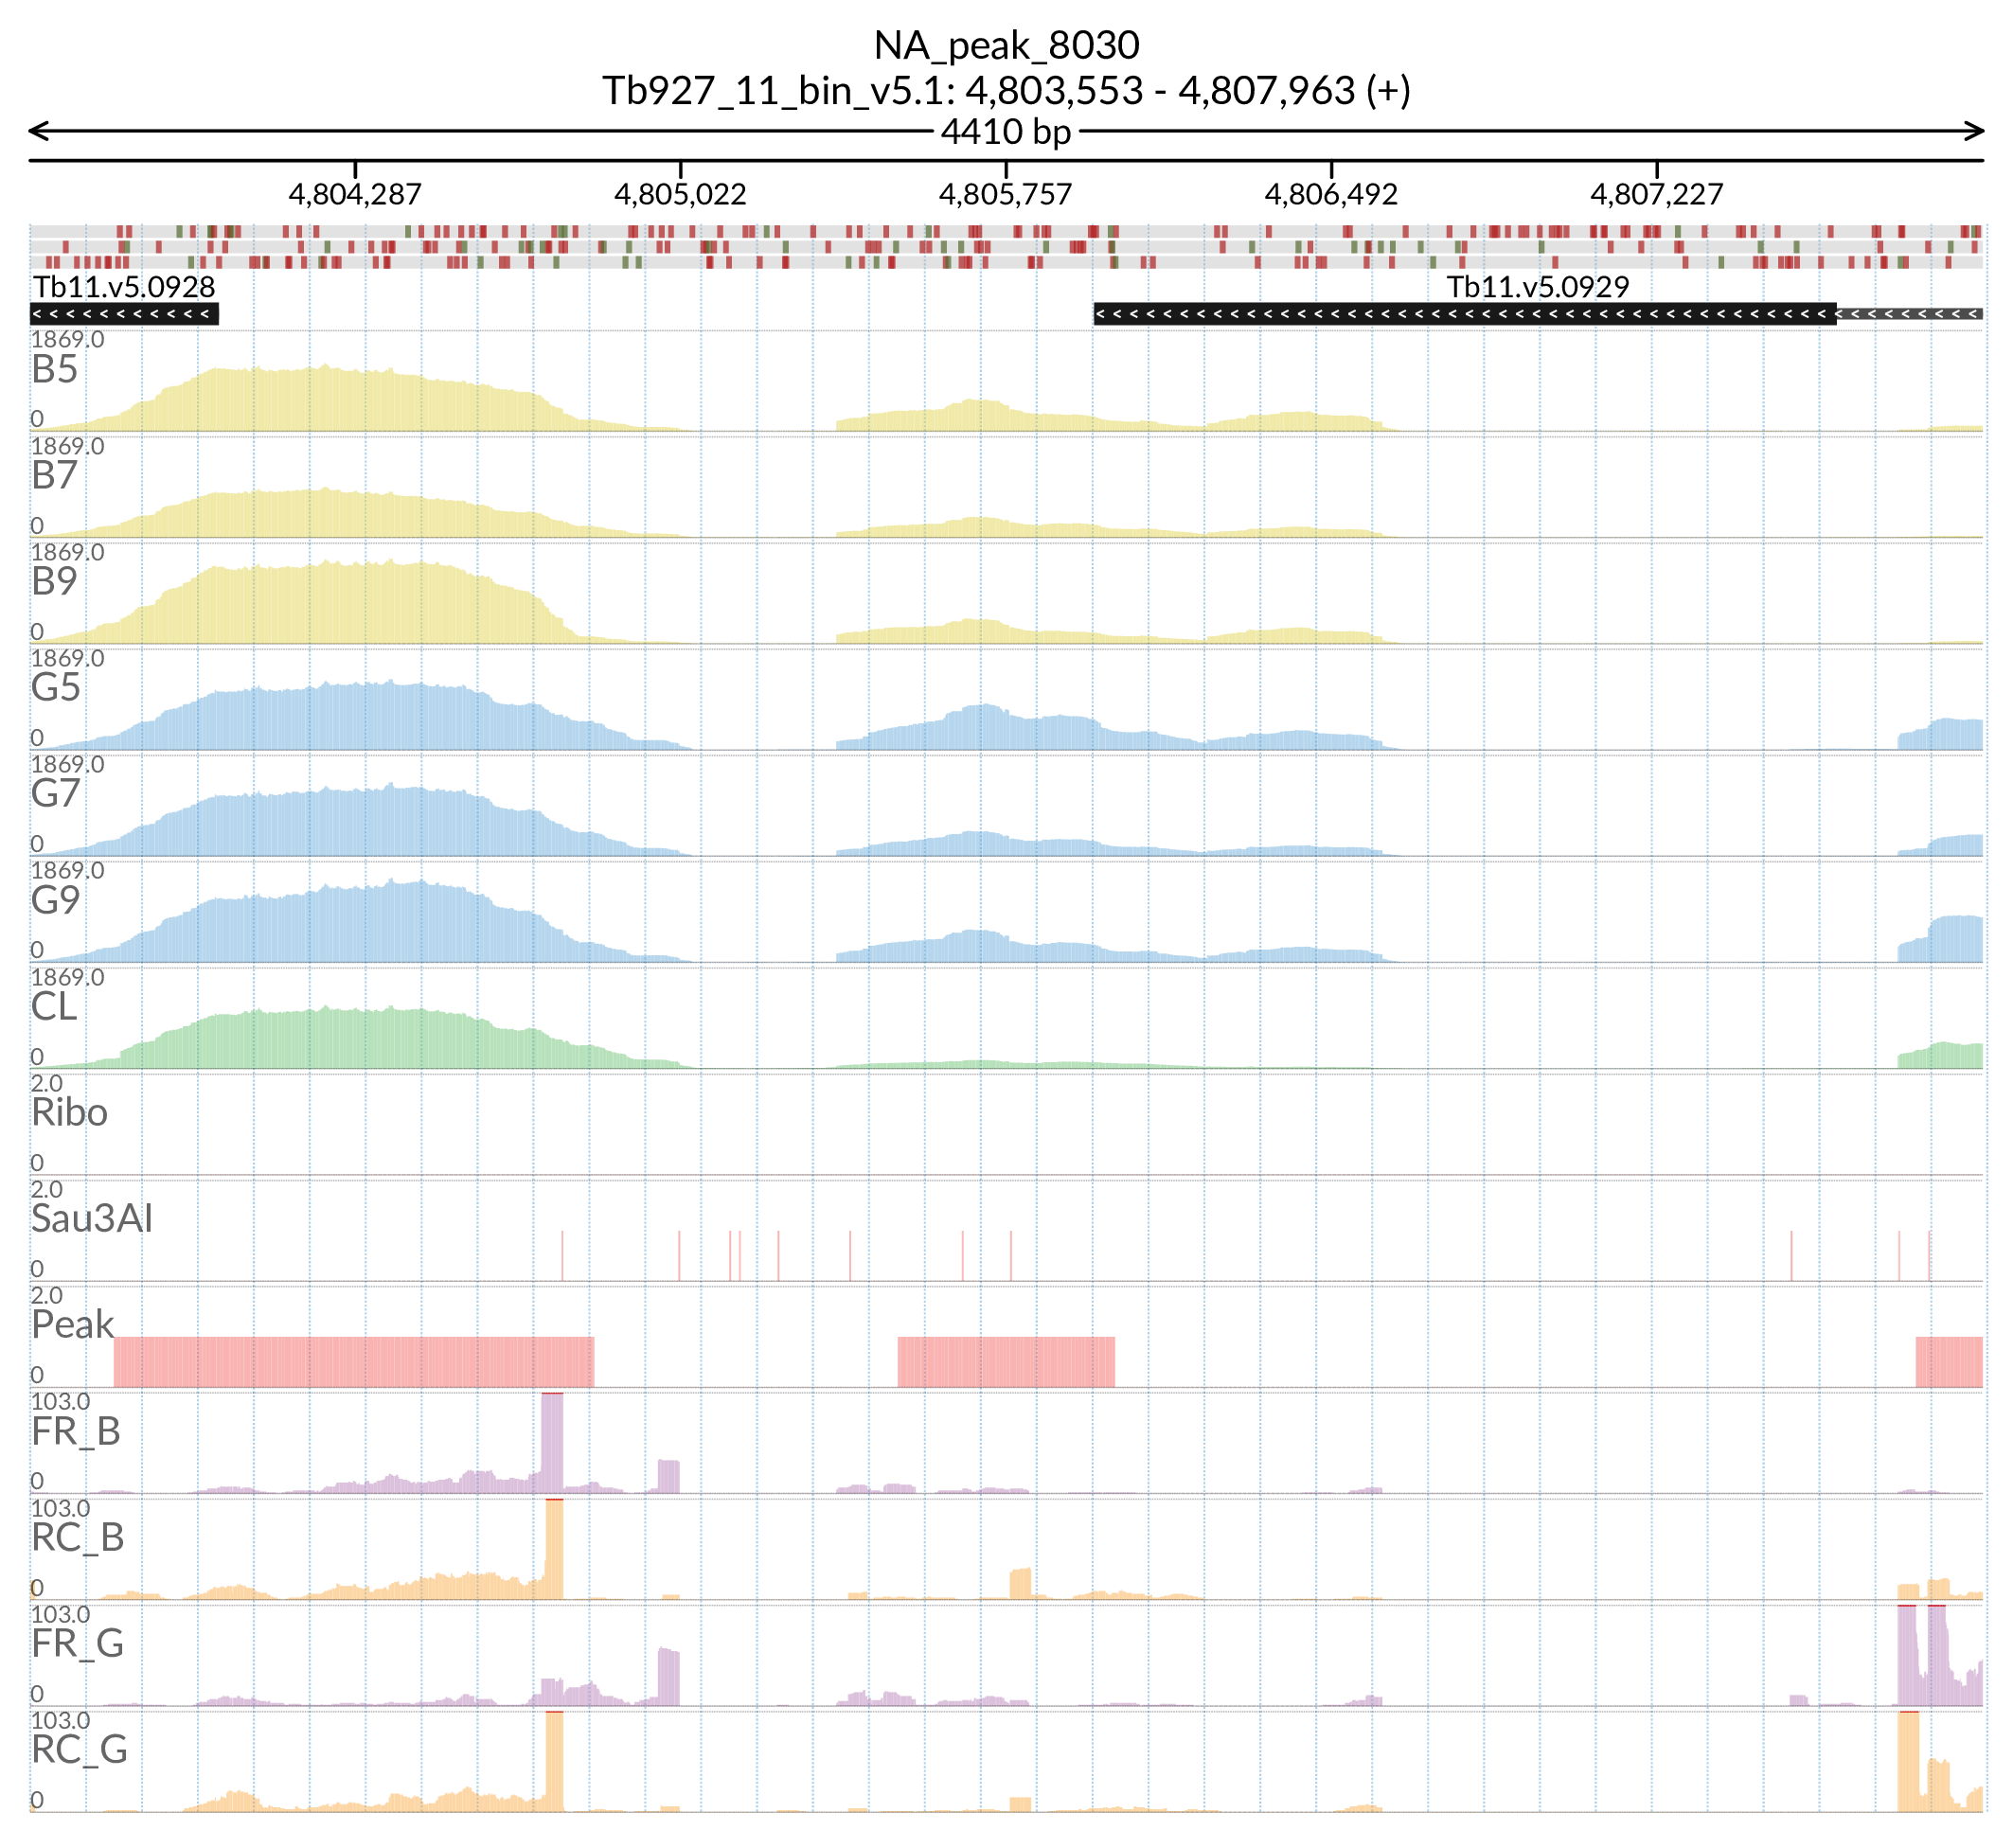 NA_peak_8030
Tb927_11_bin_v5.1: 4,803,553 - 4,807,963 (+)
4410 bp
4,804,287 4,805,022 4,805,757 4,806,492 4,807,227
Tb11.v5.0928 Tb11.v5.0929
1869.0
B5
0
1869.0
B7
0
1869.0
B9
0
1869.0
G5
0
1869.0
G7
0
1869.0
G9
0
1869.0
CL
0
2.0
Ribo
0
2.0
Sau3AI
0
2.0
Peak
0
103.0
FR_B
0
103.0
RC_B
0
103.0
FR_G
0
103.0
RC_G
0